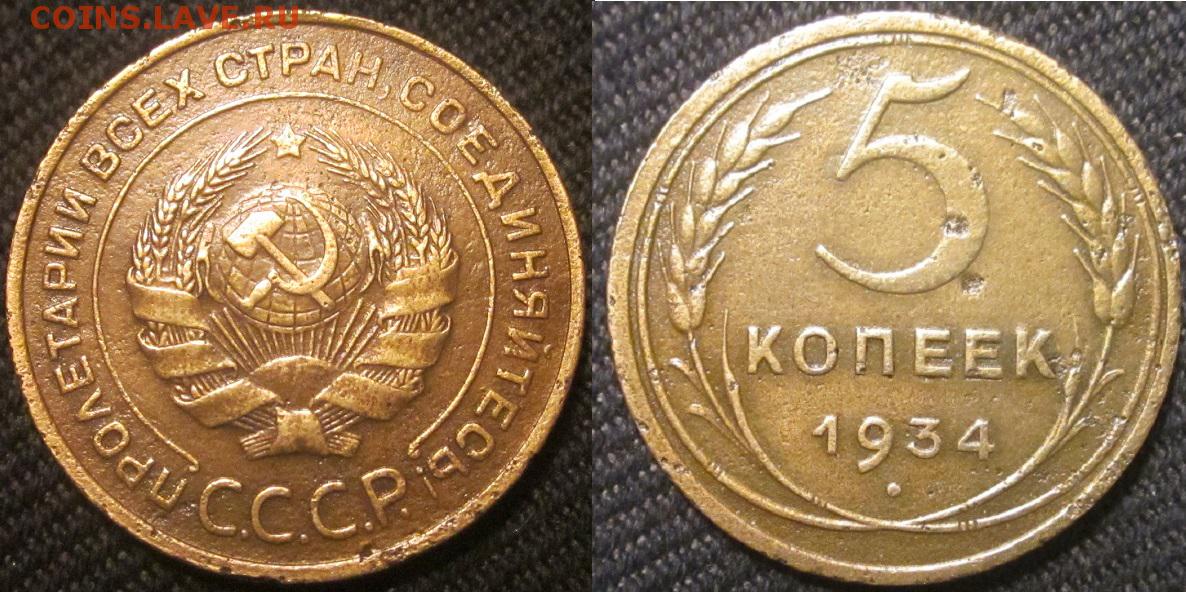 COINS.LAVE.RU
ПРОЛЕТАРИИ ВСЕХ СТРАН, СОЕДИНЯЙТЕСЬ!
С.С.С.Р.
5
КОПЕЕК
1934